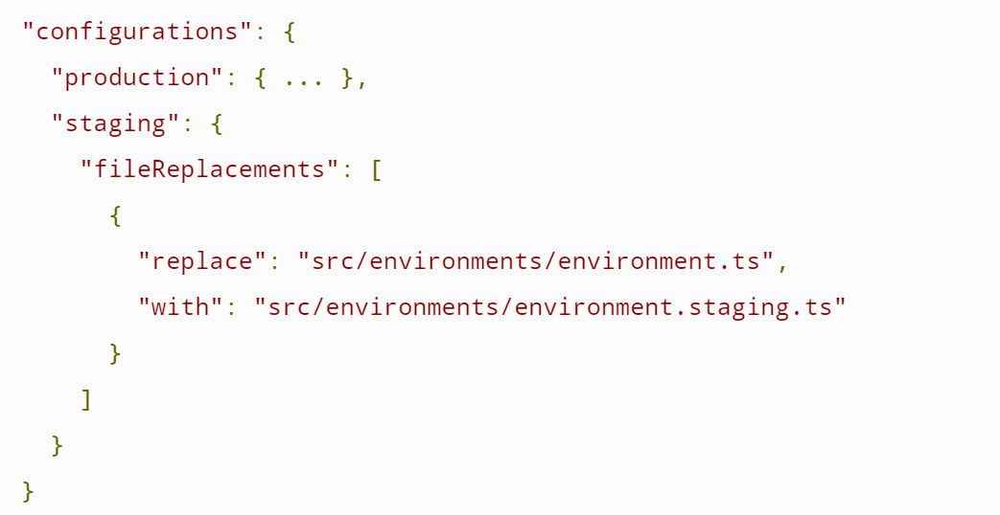 "configurations": {
  "production": { ... },
  "staging": {
    "fileReplacements": [
      {
        "replace": "src/environments/environment.ts",
        "with": "src/environments/environment.staging.ts"
      }
    ]
  }
}